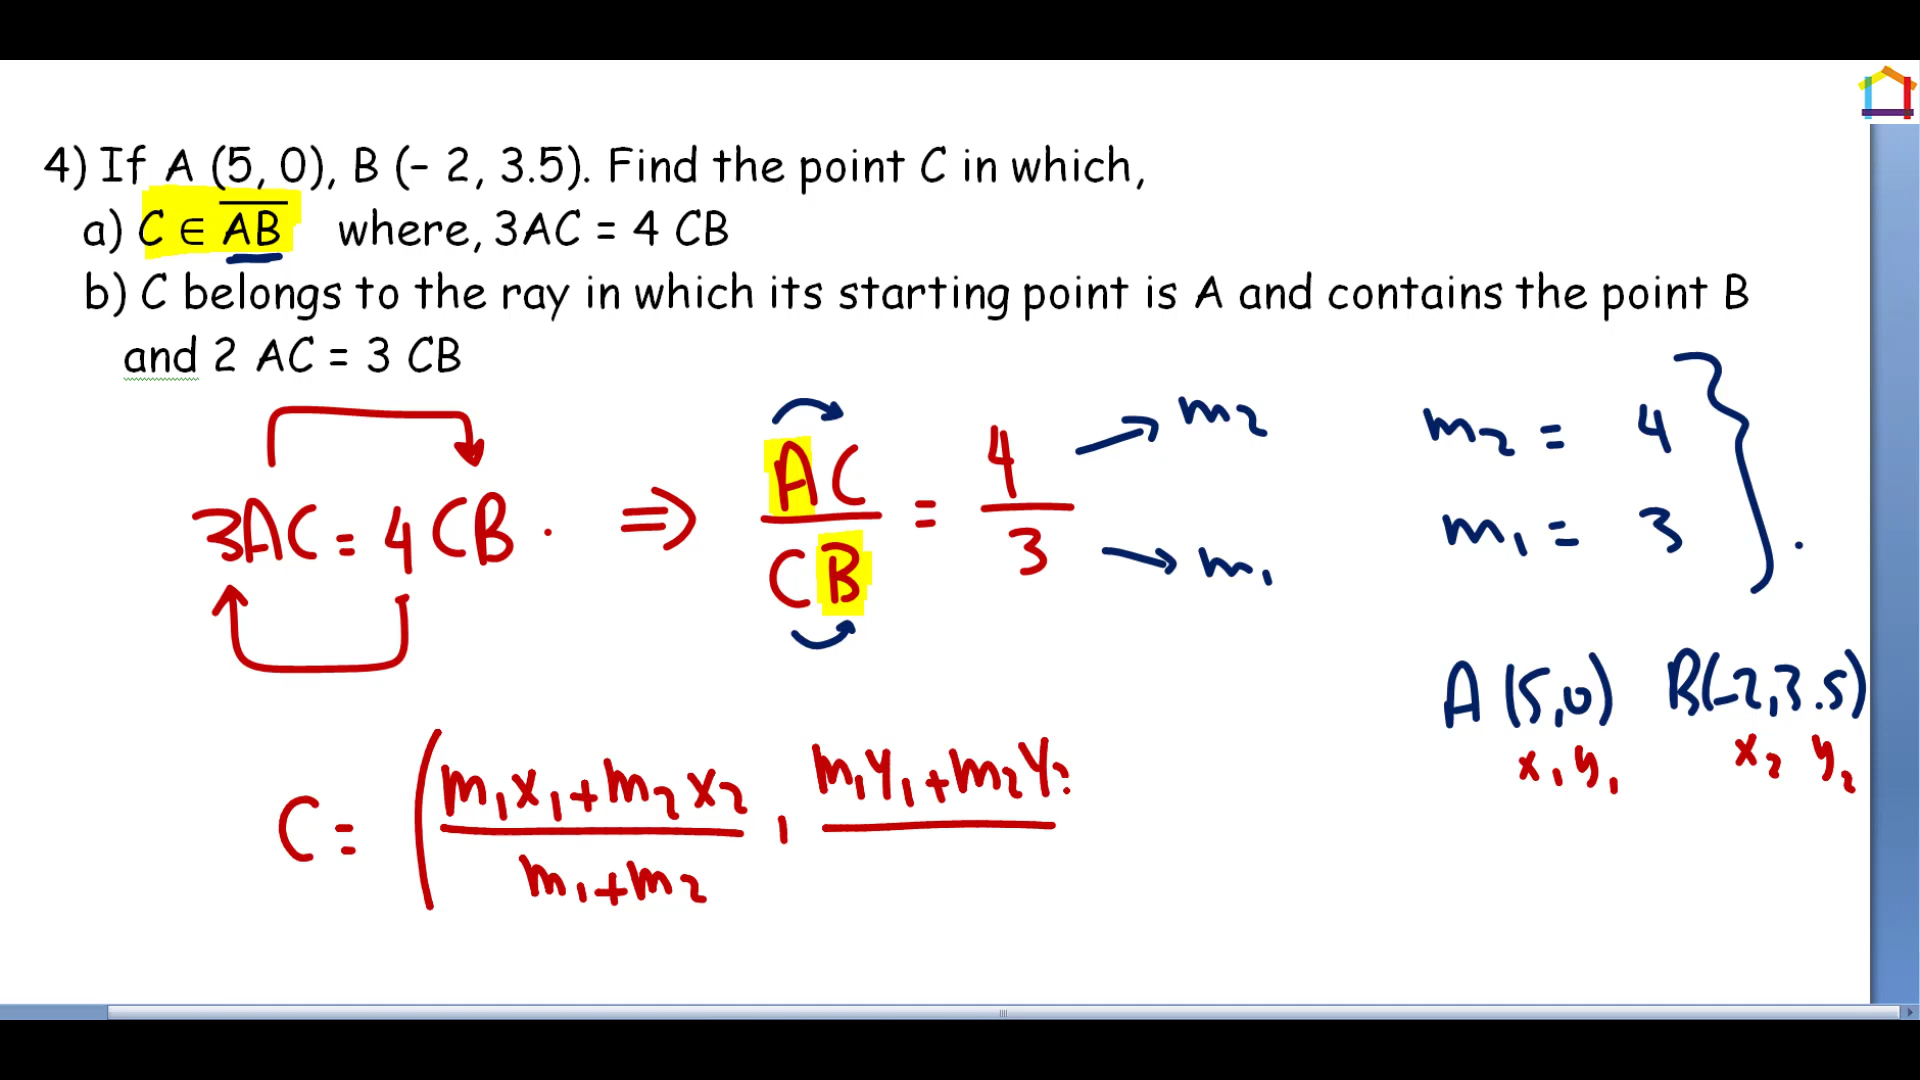 4) If A (5, 0), B (- 2, 3.5). Find the point C in which,
a) C ∈ AB where, 3AC = 4 CB
b) C belongs to the ray in which its starting point is A and contains the point B
and 2 AC = 3 CB
3AC = 4 CB . ⇒ AC/CB = 4/3 → m2
→ m1
m2 = 4
m1 = 3
A (5,0) B(-2,3.5)
x1 y1 x2 y2
C = ( m1x1+m2x2 / m1+m2 , m1y1+m2y2